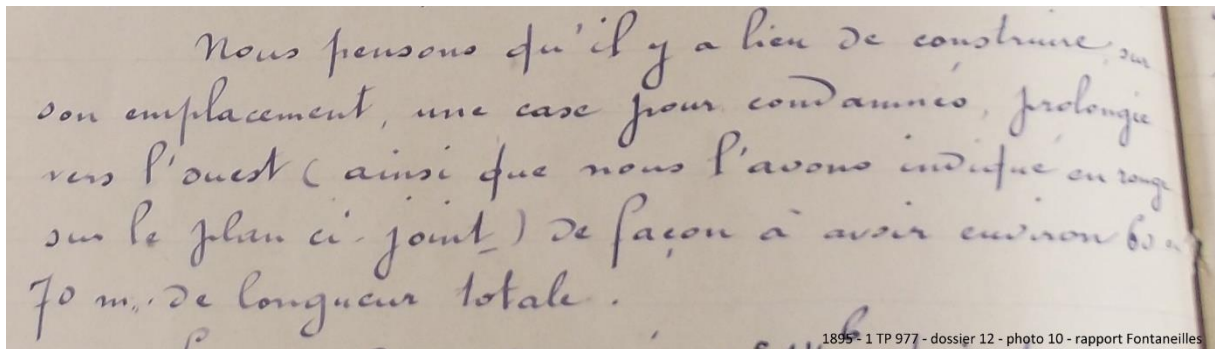 Nous pensons qu'il y a lieu de construire, sur
son emplacement, une case pour condamnés, prolongée
vers l'ouest (ainsi que nous l'avons indiqué en rouge
sur le plan ci-joint) de façon à avoir environ 60 à
70 m. de longueur totale.
1895 - 1 TP 977 - dossier 12 - photo 10 - rapport Fontaneilles